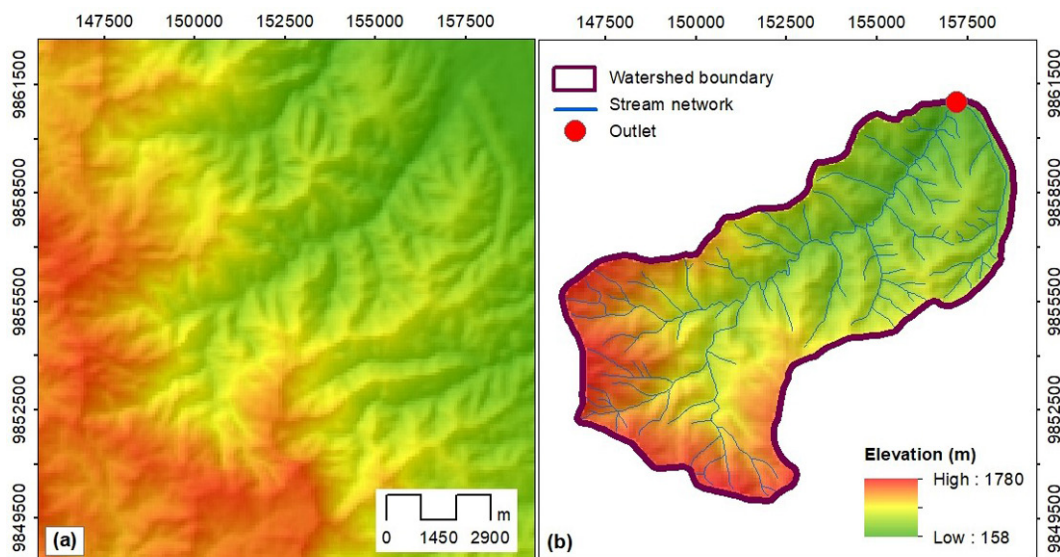 147500 150000 152500 155000 157500
147500 150000 152500 155000 157500
9861500
9858500
9855500
9852500
9849500
(a)
m
0 1450 2900
Watershed boundary
Stream network
Outlet
Elevation (m)
High : 1780
Low : 158
(b)
9861500
9858500
9855500
9852500
9849500